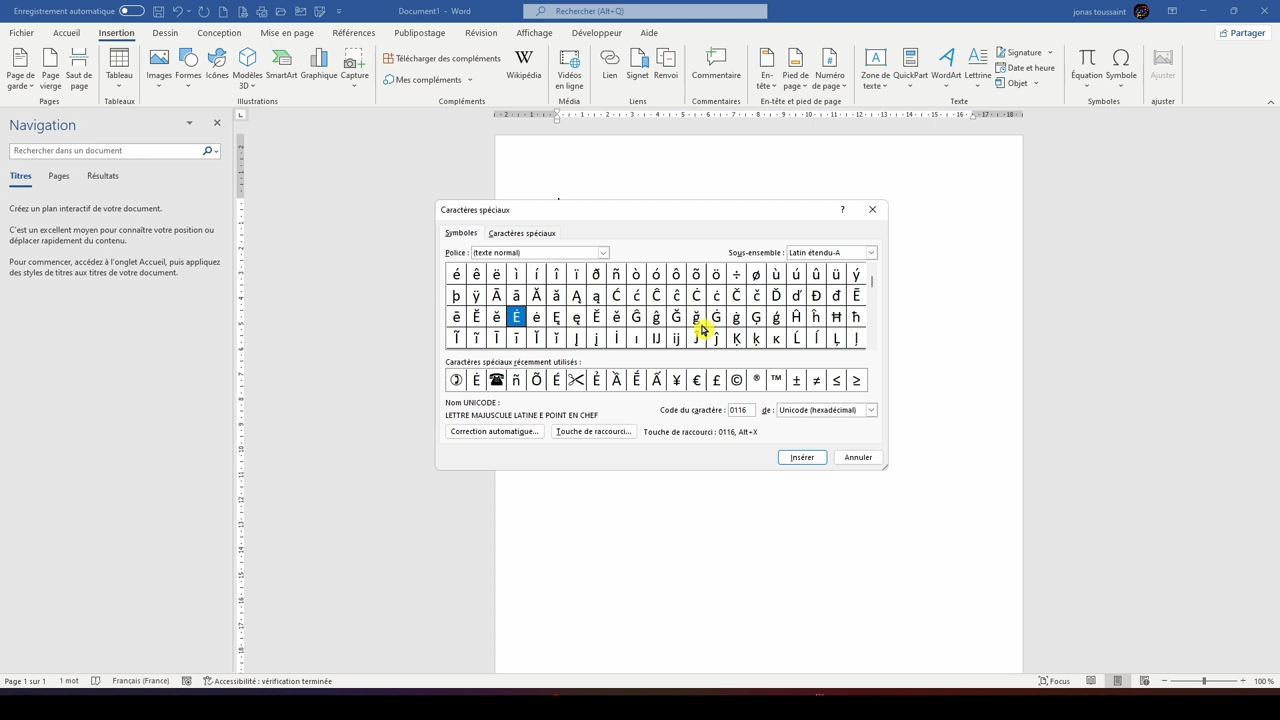 Enregistrement automatique
Document1 - Word
Rechercher (Alt+Q)
jonas toussaint
Fichier Accueil Insertion Dessin Conception Mise en page Références Publipostage Révision Affichage Développeur Aide
Partager
Page de garde
Page vierge
Saut de page
Tableau
Images
Formes
Icônes
Modèles 3D
SmartArt
Graphique
Capture
Télécharger des compléments
Mes compléments
Wikipédia
Vidéos en ligne
Lien
Signet
Renvoi
Commentaire
En-tête
Pied de page
Numéro de page
Zone de texte
QuickPart
WordArt
Lettrine
Signature
Date et heure
Objet
Équation
Symbole
Ajuster
Pages Tableaux Illustrations Compléments Média Liens Commentaires En-tête et pied de page Texte Symboles ajuster
Navigation
Rechercher dans un document
Titres Pages Résultats
Créez un plan interactif de votre document.
C'est un excellent moyen pour connaître votre position ou
déplacer rapidement du contenu.
Pour commencer, accédez à l'onglet Accueil, puis appliquez
des styles de titres aux titres de votre document.
Caractères spéciaux
Symboles Caractères spéciaux
Police : (texte normal) Sous-ensemble : Latin étendu-A
é ê ë ì í î ï ð ñ ò ó ô õ ö ÷ ø ù ú û ü ý
þ ÿ Ā ā Ă ă Ą ą Ć ć Ĉ ĉ Ċ ċ Č č Ď ď Đ đ Ē
ē Ĕ ĕ Ė ė Ę ę Ě ě Ĝ ĝ Ğ ğ Ġ ġ Ģ ģ Ĥ ĥ Ħ ħ
Ĩ ĩ Ī ī Ĭ ĭ Į į İ ı Ĳ ĳ Ĵ ĵ Ķ ķ ĸ Ĺ ĺ Ļ ļ
Caractères spéciaux récemment utilisés :
✆ Ė ☎ ñ Õ É ✂ Ẻ Ầ Ế Ấ ¥ € £ © ® ™ ± ≠ ≤ ≥
Nom UNICODE :
LETTRE MAJUSCULE LATINE E POINT EN CHEF
Code du caractère : 0116 de : Unicode (hexadécimal)
Correction automatique... Touche de raccourci... Touche de raccourci : 0116, Alt+X
Insérer Annuler
Page 1 sur 1 1 mot Français (France) Accessibilité : vérification terminée Focus 100 %